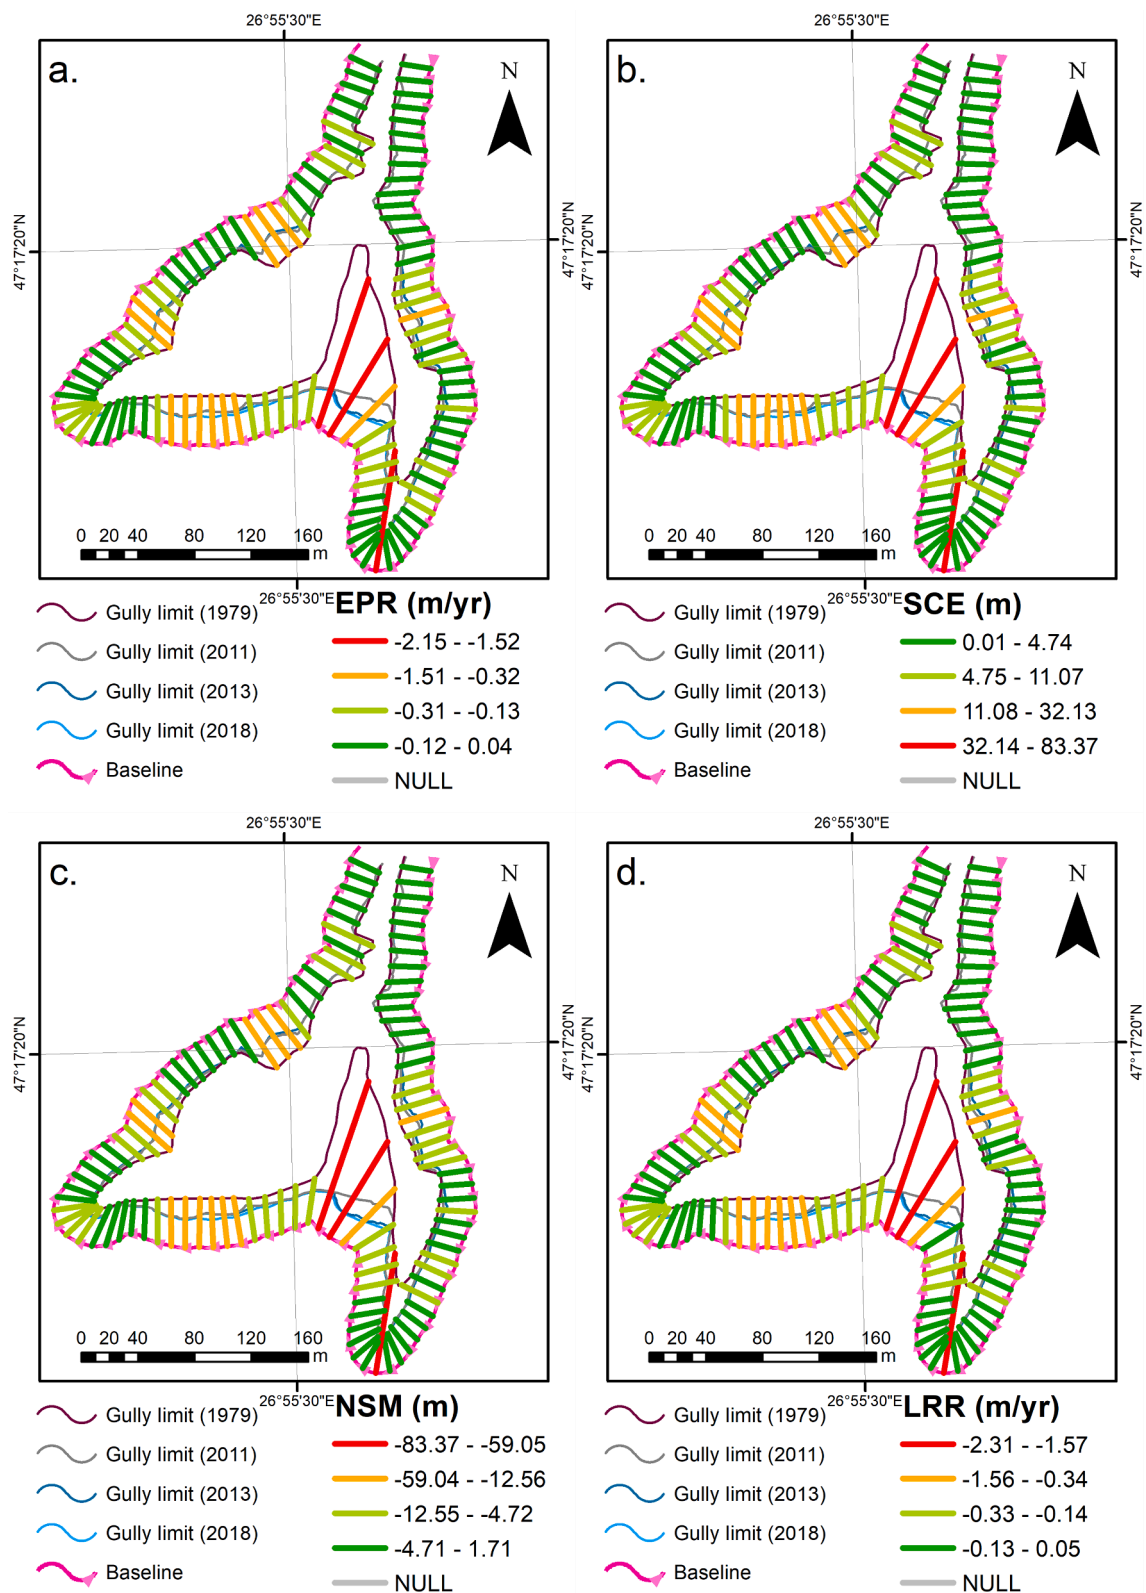 26°55'30"E
26°55'30"E
a.
N
b.
N
47°17'20"N
47°17'20"N
47°17'20"N
47°17'20"N
0 20 40 80 120 160
m
0 20 40 80 120 160
m
26°55'30"E
26°55'30"E
EPR (m/yr)
Gully limit (1979)
Gully limit (2011)
Gully limit (2013)
Gully limit (2018)
Baseline
-2.15 - -1.52
-1.51 - -0.32
-0.31 - -0.13
-0.12 - 0.04
NULL
SCE (m)
Gully limit (1979)
Gully limit (2011)
Gully limit (2013)
Gully limit (2018)
Baseline
0.01 - 4.74
4.75 - 11.07
11.08 - 32.13
32.14 - 83.37
NULL
26°55'30"E
26°55'30"E
c.
N
d.
N
47°17'20"N
47°17'20"N
47°17'20"N
47°17'20"N
0 20 40 80 120 160
m
0 20 40 80 120 160
m
26°55'30"E
26°55'30"E
NSM (m)
Gully limit (1979)
Gully limit (2011)
Gully limit (2013)
Gully limit (2018)
Baseline
-83.37 - -59.05
-59.04 - -12.56
-12.55 - -4.72
-4.71 - 1.71
NULL
LRR (m/yr)
Gully limit (1979)
Gully limit (2011)
Gully limit (2013)
Gully limit (2018)
Baseline
-2.31 - -1.57
-1.56 - -0.34
-0.33 - -0.14
-0.13 - 0.05
NULL